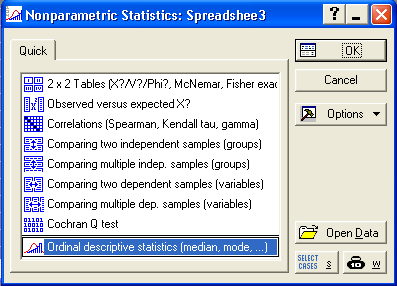 Nonparametric Statistics: Spreadshee3
Quick
2 x 2 Tables (X?/V?/Phi?, McNemar, Fisher exac
Observed versus expected X?
Correlations (Spearman, Kendall tau, gamma)
Comparing two independent samples (groups)
Comparing multiple indep. samples (groups)
Comparing two dependent samples (variables)
Comparing multiple dep. samples (variables)
Cochran Q test
Ordinal descriptive statistics (median, mode, ...)
OK
Cancel
Options
Open Data
SELECT CASES S
W